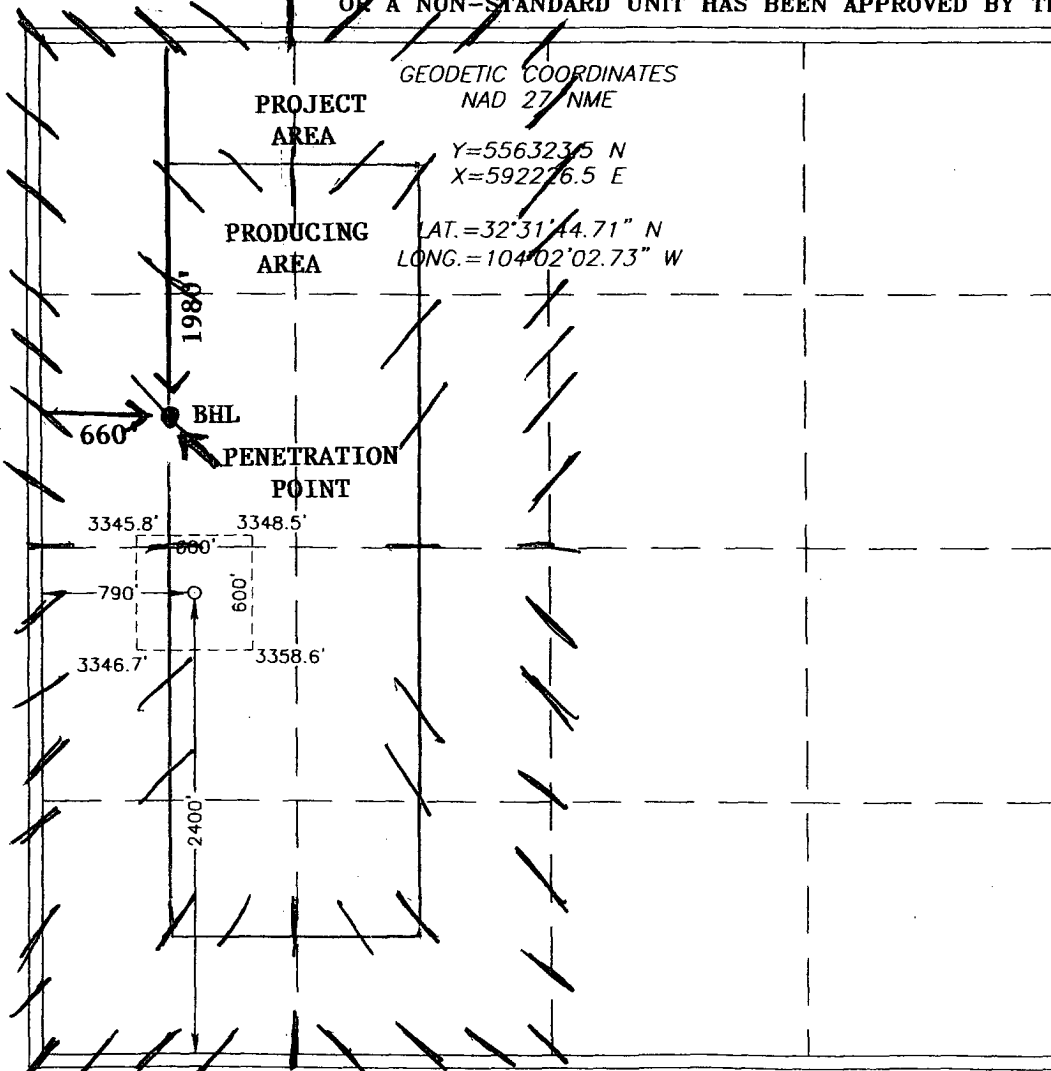 OR A NON-STANDARD UNIT HAS BEEN APPROVED BY
GEODETIC COORDINATES
NAD 27 NME
PROJECT
AREA
Y=556323.5 N
X=592226.5 E
PRODUCING
AREA
LAT.=32°31'44.71" N
LONG.=104°02'02.73" W
1980'
BHL
660'
PENETRATION
POINT
3345.8'
3348.5'
600'
790'
600'
3346.7'
3358.6'
2400'